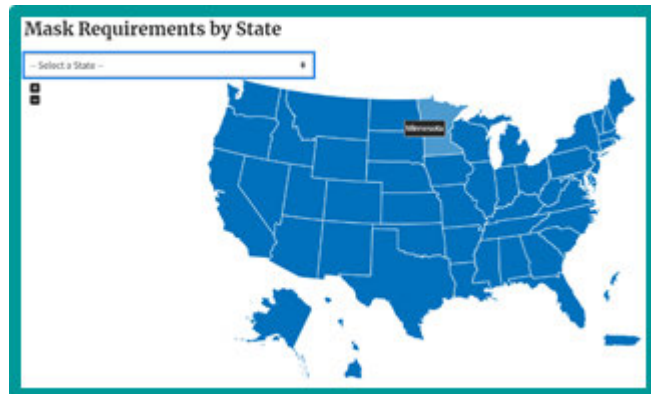 Mask Requirements by State
-- Select a State --
Minnesota